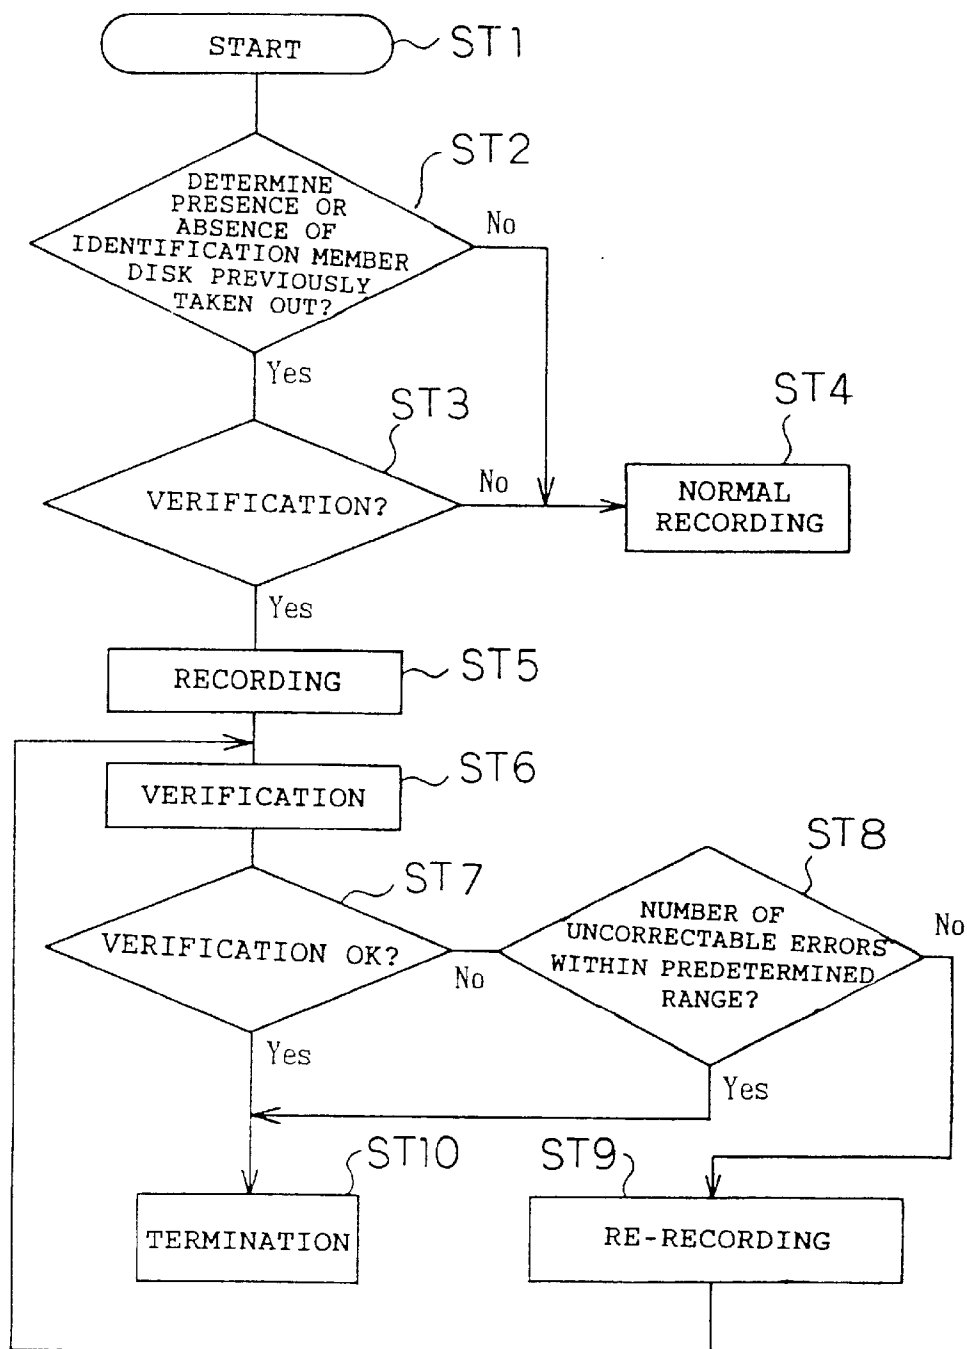 START
ST1
ST2
DETERMINE
PRESENCE OR
ABSENCE OF
IDENTIFICATION MEMBER
DISK PREVIOUSLY
TAKEN OUT?
No
Yes
ST3
ST4
VERIFICATION?
No
NORMAL
RECORDING
Yes
RECORDING
ST5
VERIFICATION
ST6
ST7
ST8
VERIFICATION OK?
No
NUMBER OF
UNCORRECTABLE ERRORS
WITHIN PREDETERMINED
RANGE?
No
Yes
Yes
ST10
ST9
TERMINATION
RE-RECORDING